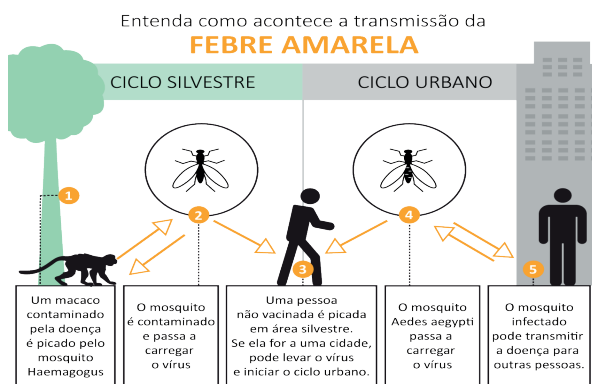 Entenda como acontece a transmissão da
FEBRE AMARELA
CICLO SILVESTRE
CICLO URBANO
1
2
3
4
5
Um macaco
contaminado
pela doença
é picado pelo
mosquito
Haemagogus
O mosquito
é contaminado
e passa a
carregar
o vírus
Uma pessoa
não vacinada é picada
em área silvestre.
Se ela for a uma cidade,
pode levar o vírus
e iniciar o ciclo urbano.
O mosquito
Aedes aegypti
passa a
carregar
o vírus
O mosquito
infectado
pode transmitir
a doença para
outras pessoas.